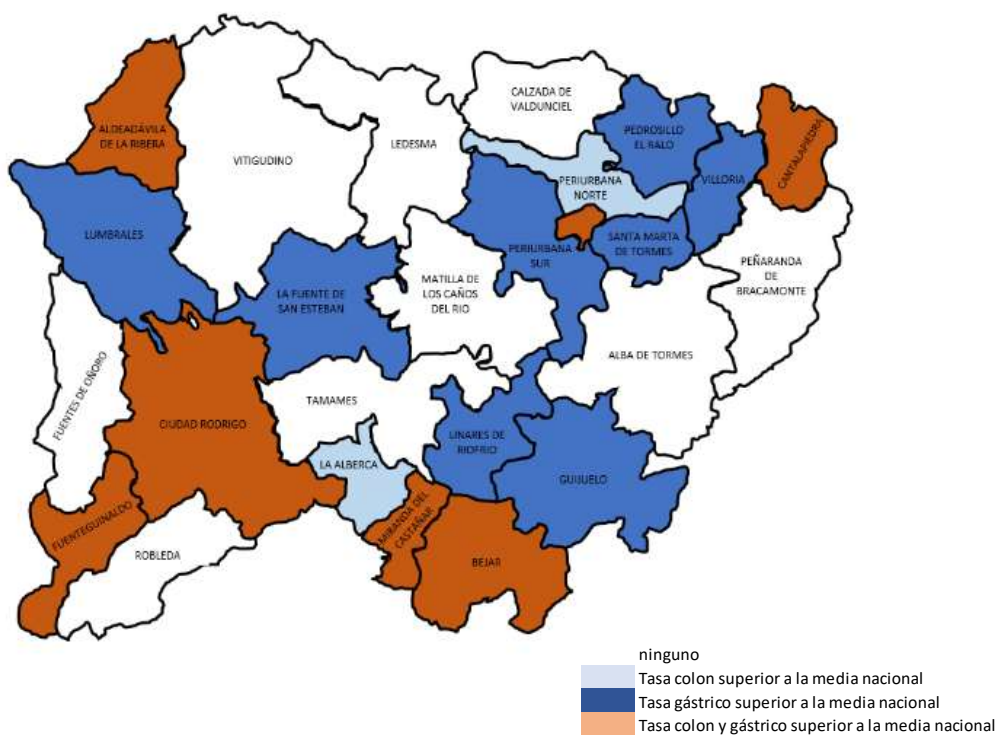 CALZADA DE
VALDUNCIEL
ALDEADÁVILA
DE LA RIBERA
PEDROSILLO
EL RALO
LEDESMA
VITIGUDINO
CANTALAPIEDRA
PERIURBANA
NORTE
VILLORIA
LUMBRALES
SANTA MARTA
DE TORMES
PERIURBANA
SUR
PEÑARANDA
DE
BRACAMONTE
MATILLA DE
LOS CAÑOS
DEL RIO
LA FUENTE DE
SAN ESTEBAN
ALBA DE TORMES
FUENTES DE OÑORO
TAMAMES
CIUDAD RODRIGO
LINARES DE
RIOFRIO
LA ALBERCA
GUIJUELO
MIRANDA DEL
CASTAÑAR
FUENTEGUINALDO
ROBLEDA
BEJAR
ninguno
Tasa colon superior a la media nacional
Tasa gástrico superior a la media nacional
Tasa colon y gástrico superior a la media nacional